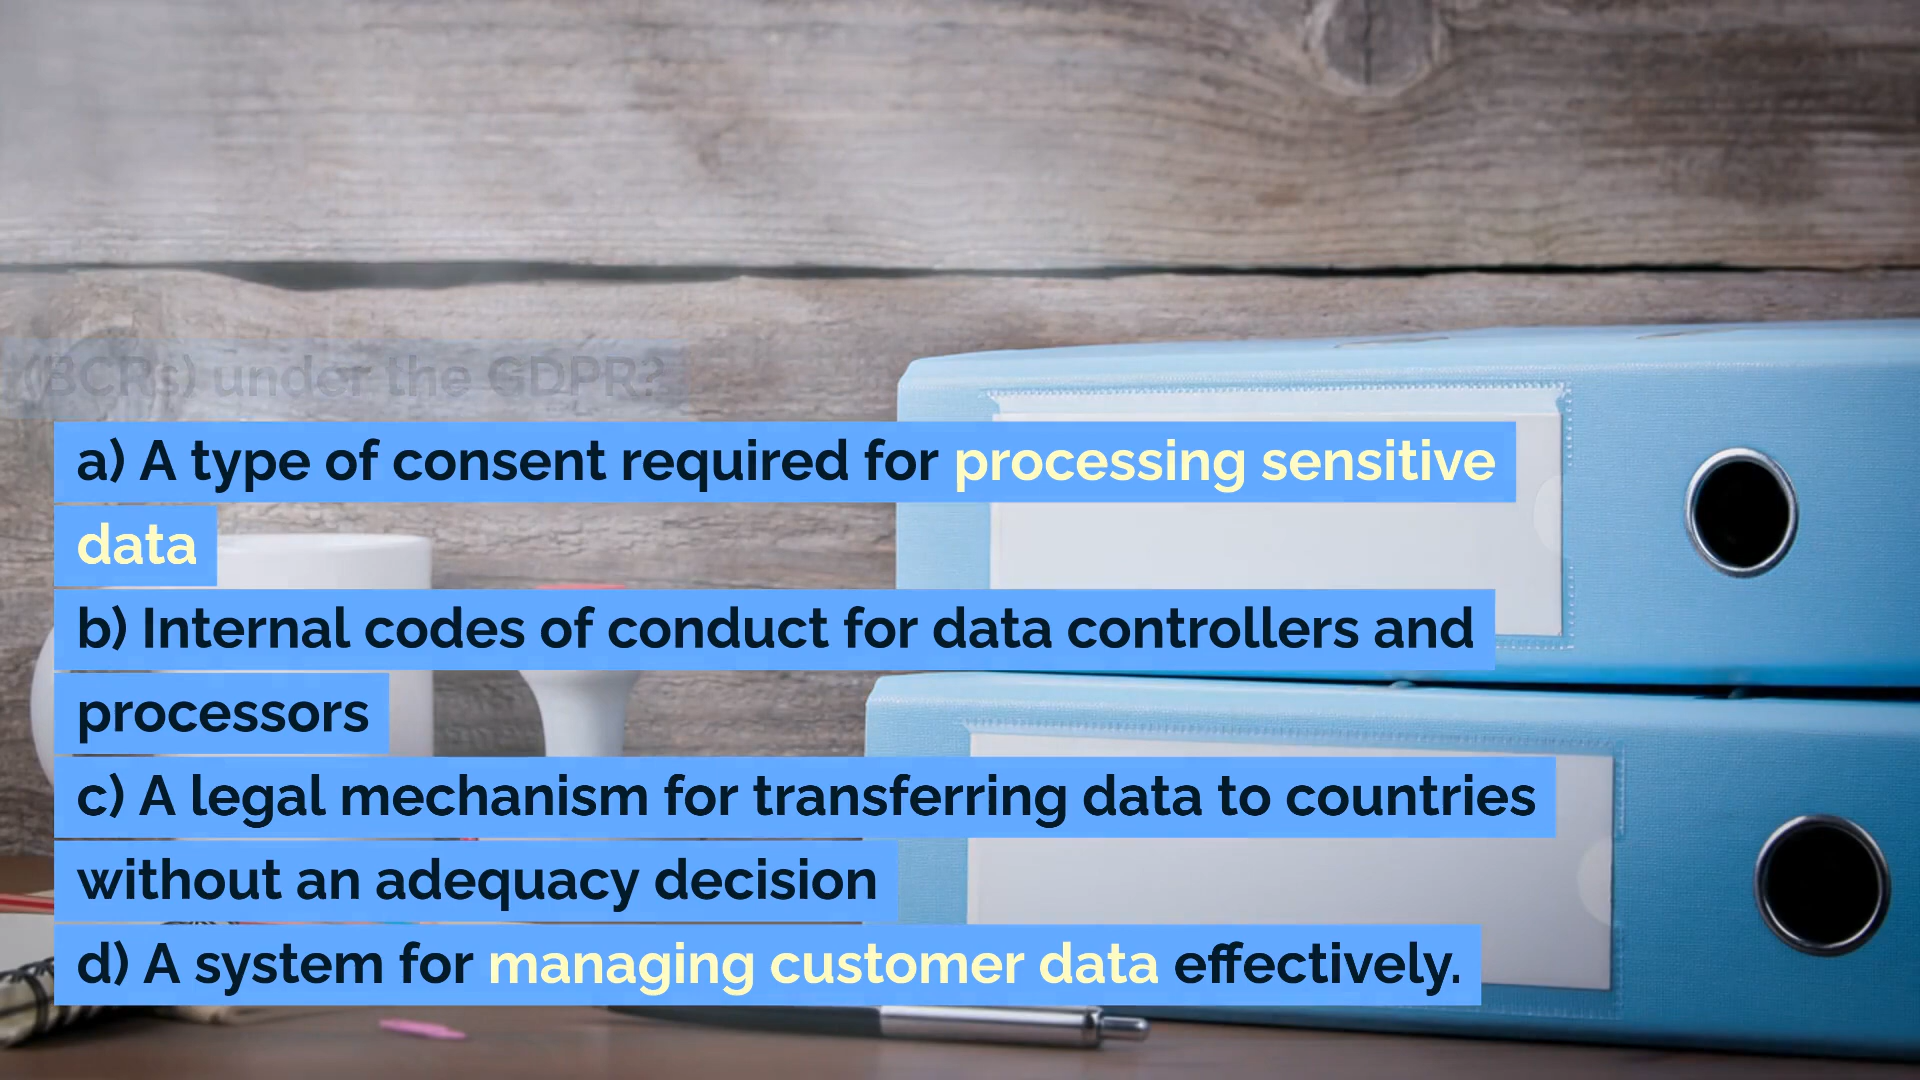 (BCRs) under the GDPR?
a) A type of consent required for processing sensitive
data
b) Internal codes of conduct for data controllers and
processors
c) A legal mechanism for transferring data to countries
without an adequacy decision
d) A system for managing customer data effectively.